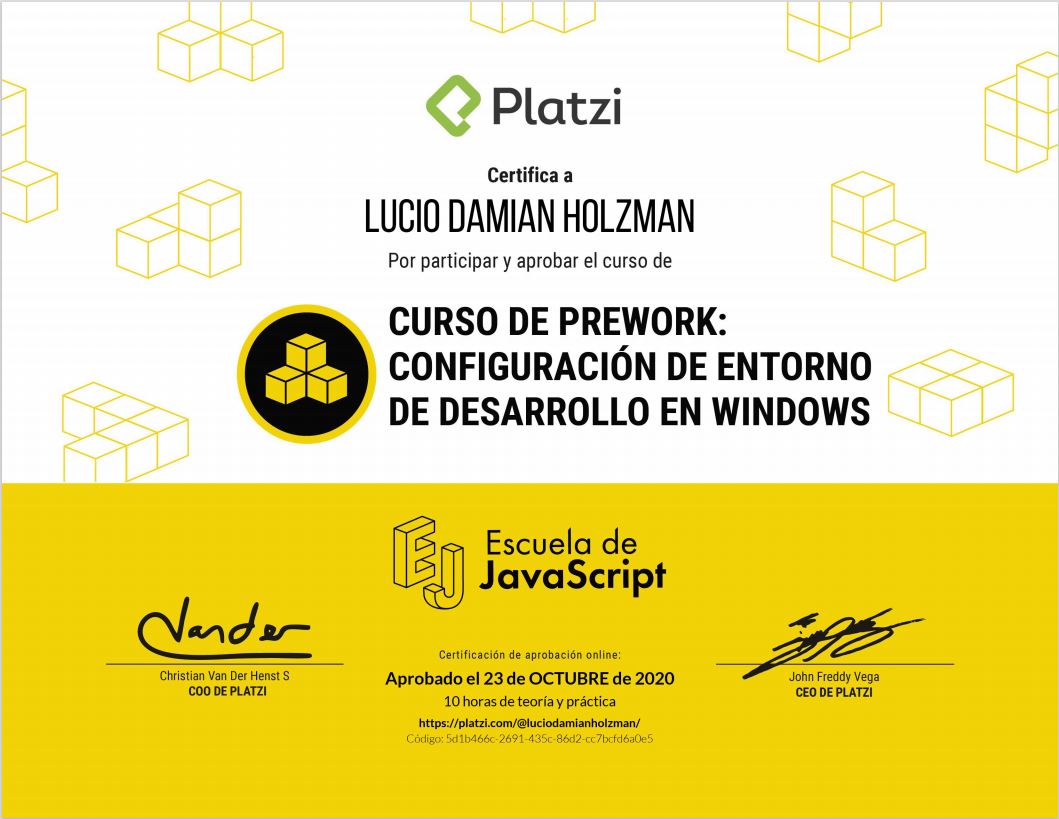 Platzi
Certifica a
LUCIO DAMIAN HOLZMAN
Por participar y aprobar el curso de
CURSO DE PREWORK:
CONFIGURACIÓN DE ENTORNO
DE DESARROLLO EN WINDOWS
EJ
Escuela de
JavaScript
Vander
Christian Van Der Henst S
COO DE PLATZI
Certificación de aprobación online:
Aprobado el 23 de OCTUBRE de 2020
10 horas de teoría y práctica
https://platzi.com/@luciodamianholzman/
Código: 5d1b466c-2691-435c-86d2-cc7bcfd6a0e5
John Freddy Vega
CEO DE PLATZI